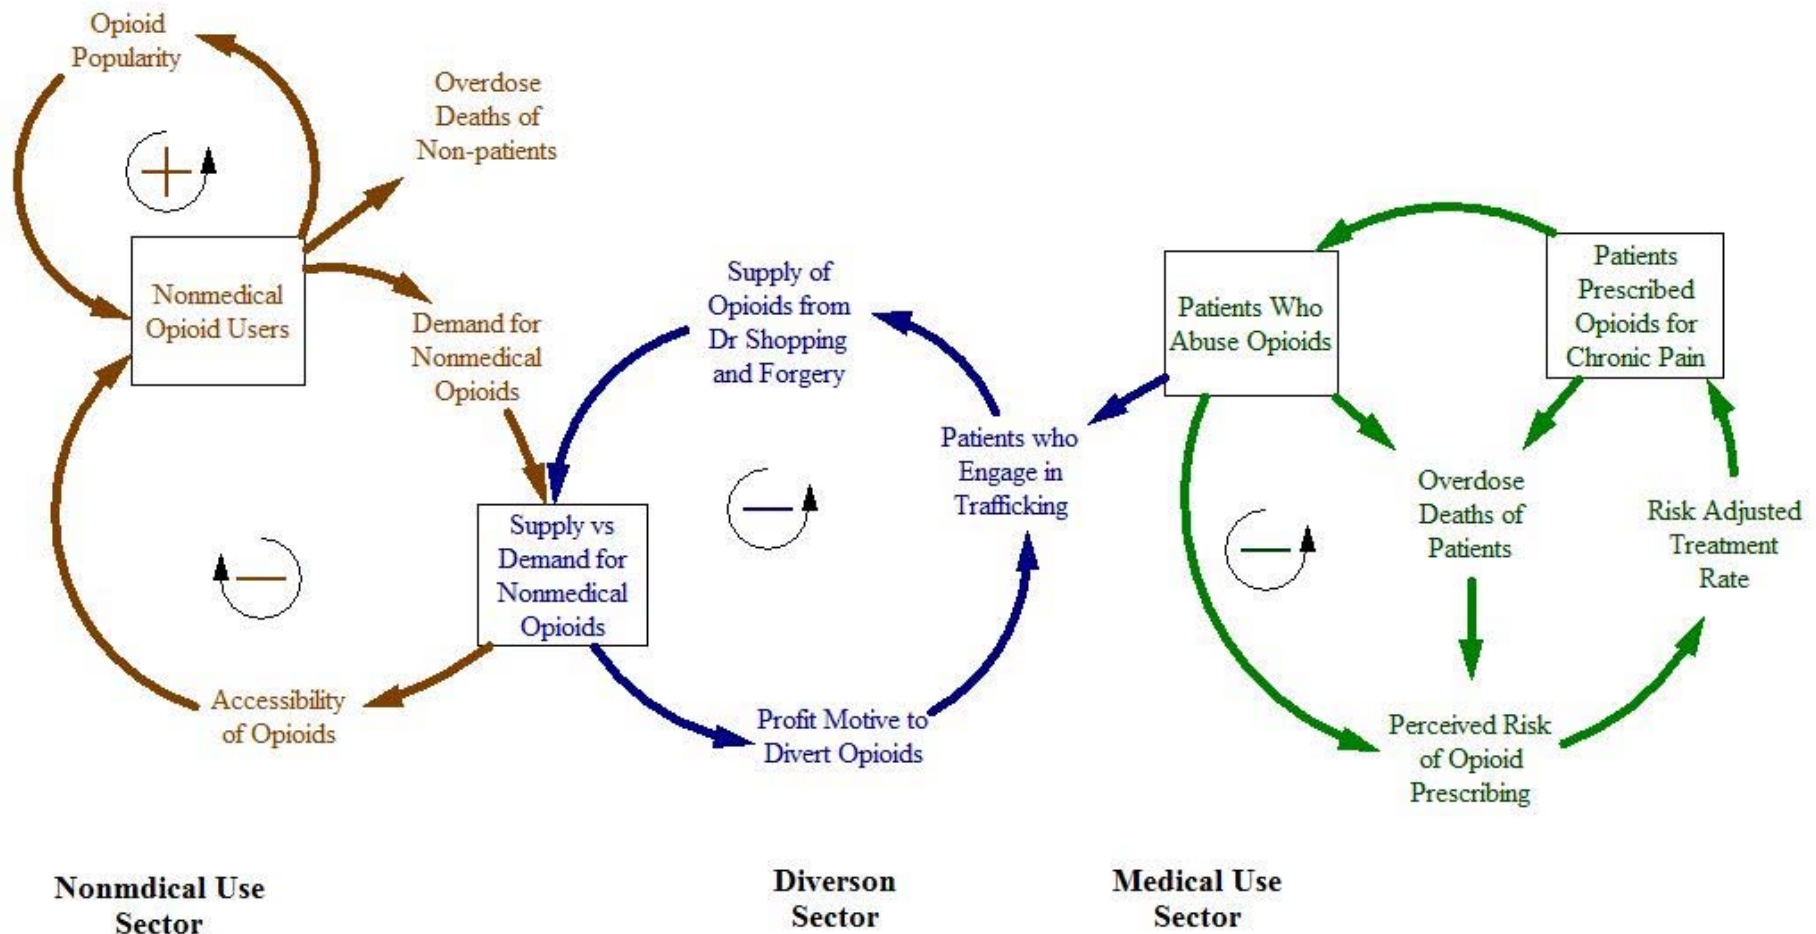 Opioid
Popularity
Overdose
Deaths of
Non-patients
Nonmedical
Opioid Users
Demand for
Nonmedical
Opioids
Accessibility
of Opioids
Supply of
Opioids from
Dr Shopping
and Forgery
Supply vs
Demand for
Nonmedical
Opioids
Profit Motive to
Divert Opioids
Patients who
Engage in
Trafficking
Patients Who
Abuse Opioids
Patients
Prescribed
Opioids for
Chronic Pain
Overdose
Deaths of
Patients
Risk Adjusted
Treatment
Rate
Perceived Risk
of Opioid
Prescribing
Nonmdical Use
Sector
Diverson
Sector
Medical Use
Sector